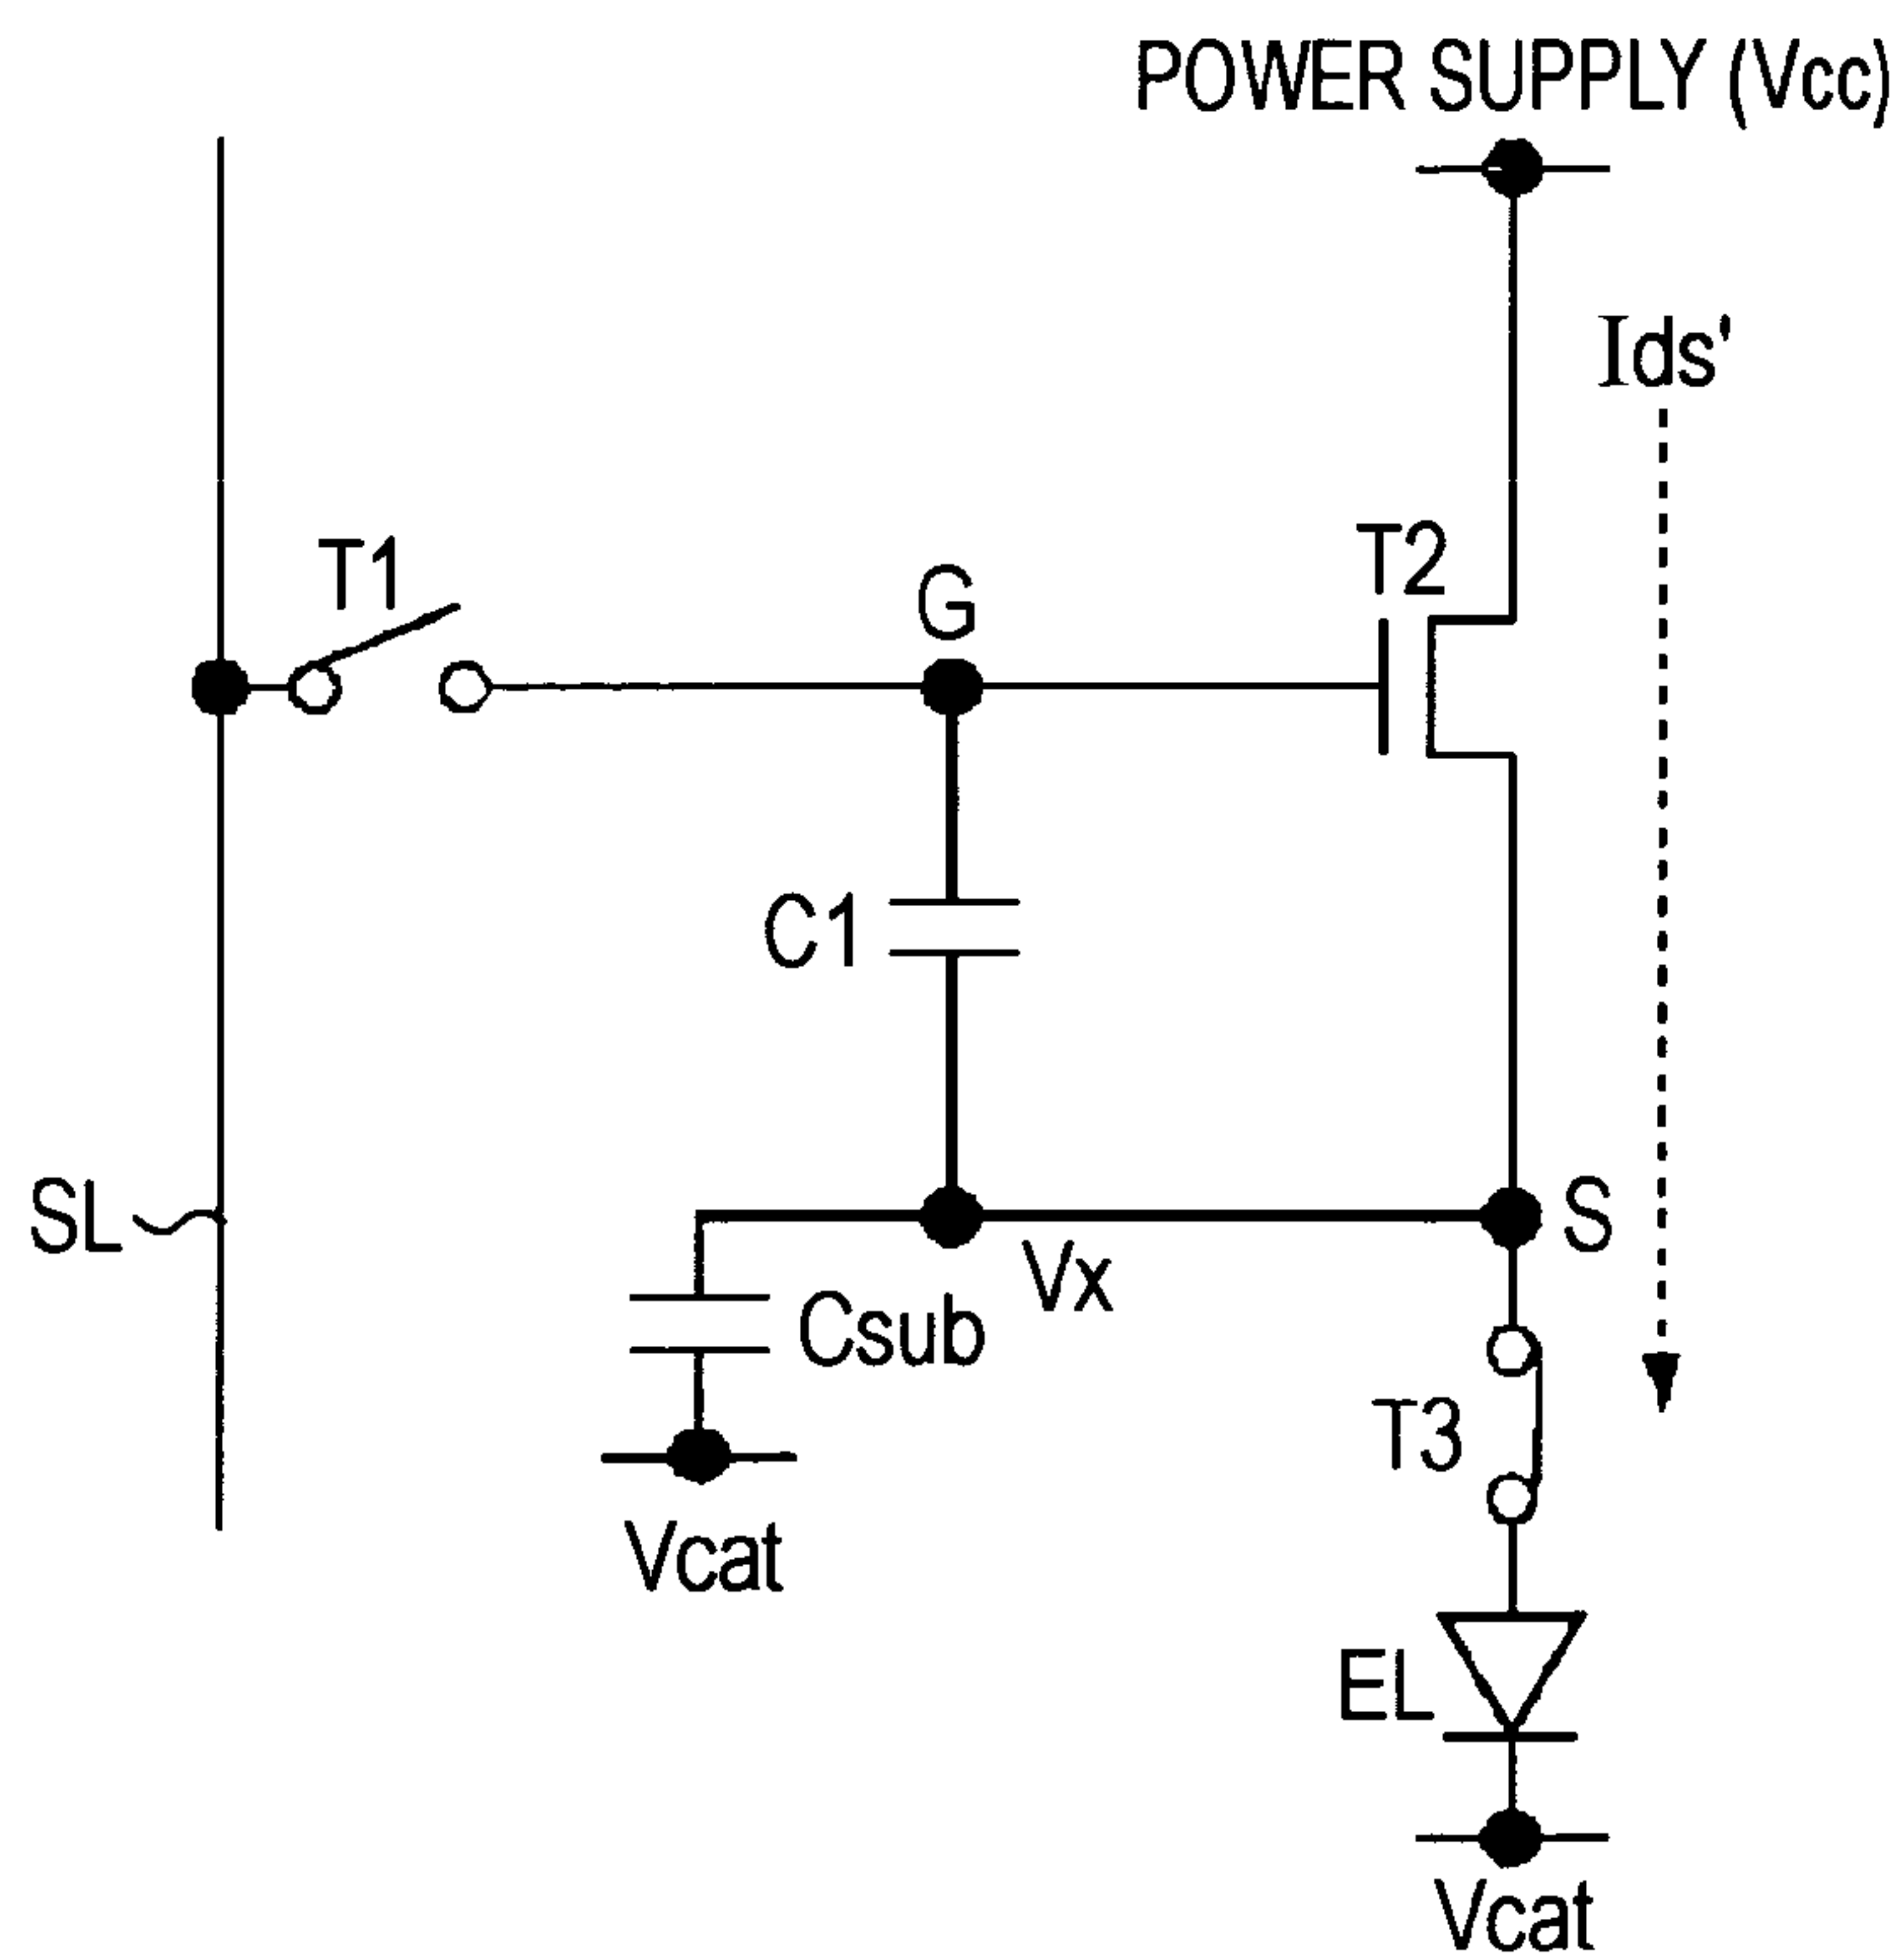 POWER SUPPLY (Vcc)
Ids'
T1
G
T2
C1
SL
Vx
S
Csub
T3
Vcat
EL
Vcat